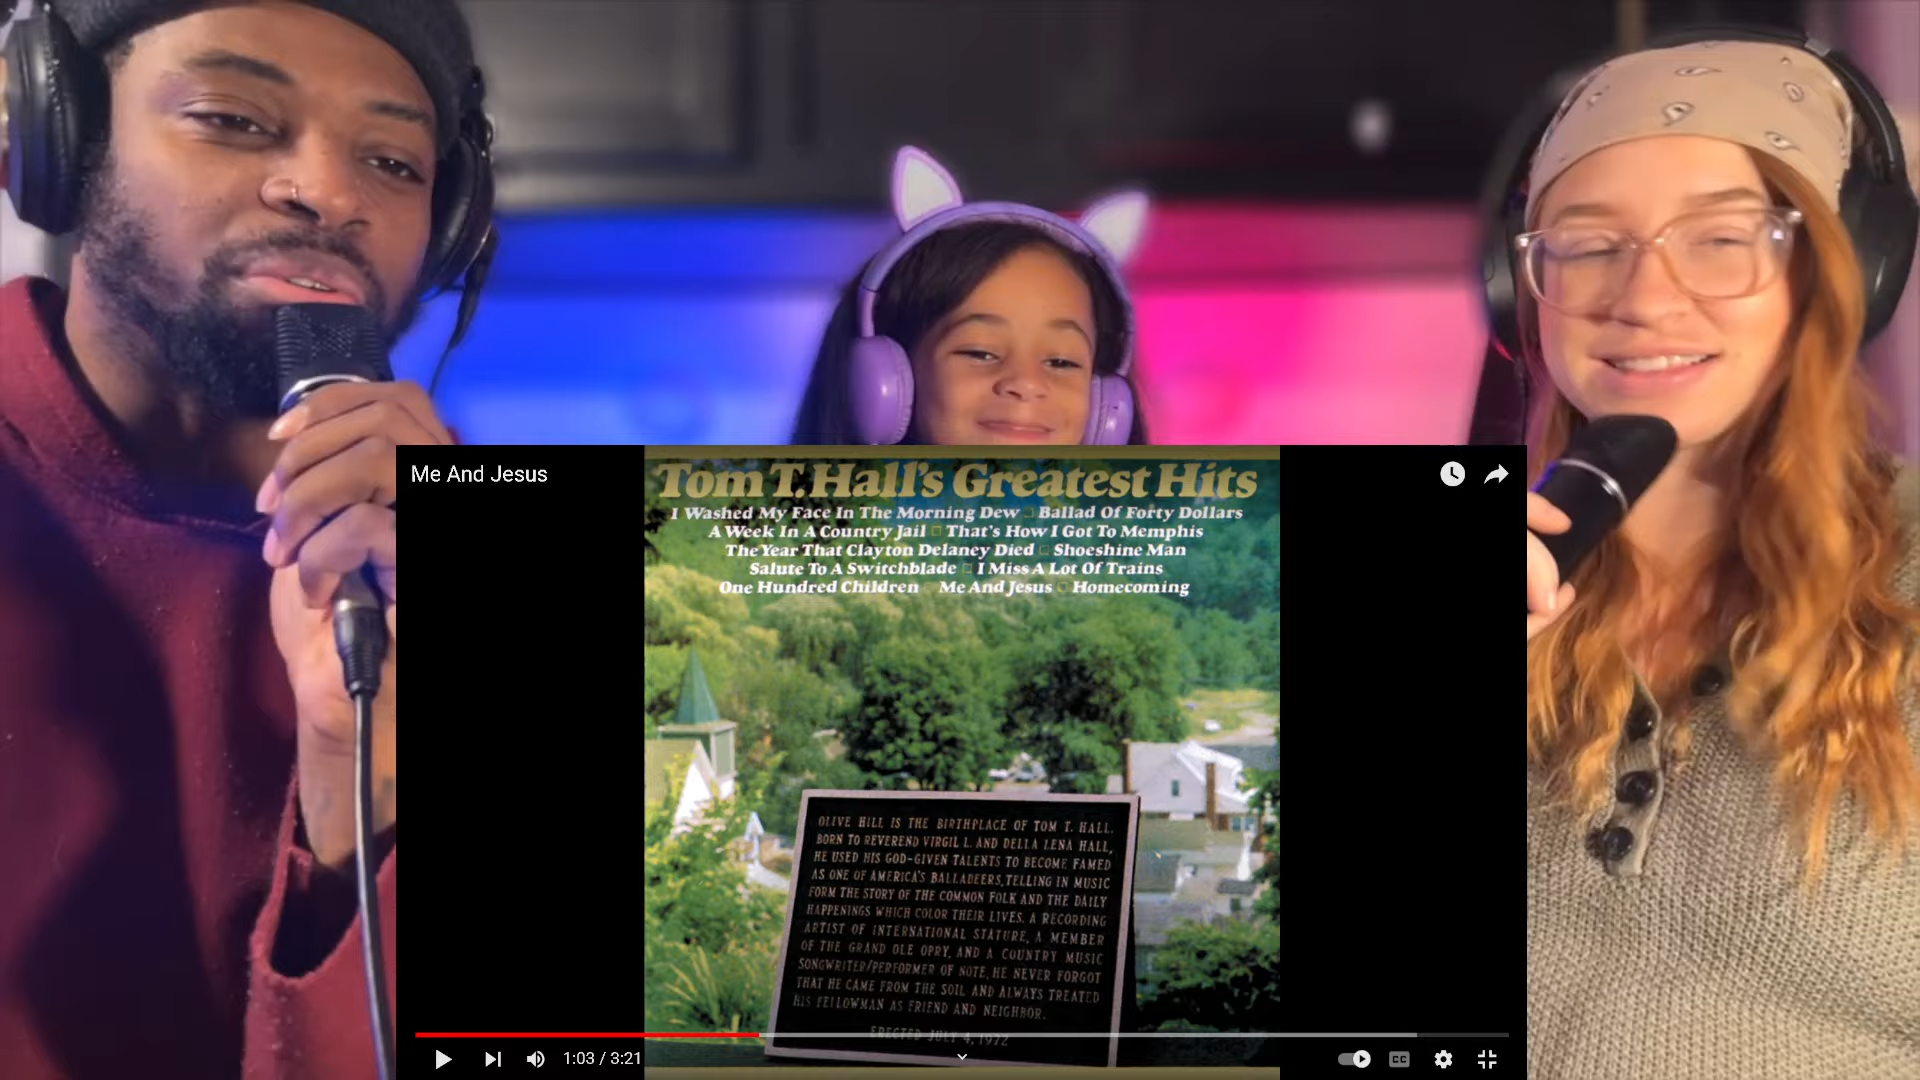 Me And Jesus
Tom T. Hall's Greatest Hits
I Washed My Face In The Morning Dew Ballad Of Forty Dollars
A Week In A Country Jail That's How I Got To Memphis
The Year That Clayton Delaney Died Shoeshine Man
Salute To A Switchblade I Miss A Lot Of Trains
One Hundred Children Me And Jesus Homecoming
OLIVE HILL IS THE BIRTHPLACE OF TOM T. HALL.
BORN TO REVEREND VIRGIL L. AND DELLA LENA HALL,
HE USED HIS GOD-GIVEN TALENTS TO BECOME FAMED
AS ONE OF AMERICA'S BALLADEERS, TELLING IN MUSIC
FORM THE STORY OF THE COMMON FOLK AND THE DAILY
HAPPENINGS WHICH COLOR THEIR LIVES. A RECORDING
ARTIST OF INTERNATIONAL STATURE, A MEMBER
OF THE GRAND OLE OPRY, AND A COUNTRY MUSIC
SONGWRITER/PERFORMER OF NOTE, HE NEVER FORGOT
THAT HE CAME FROM THE SOIL AND ALWAYS TREATED
HIS FELLOWMAN AS FRIEND AND NEIGHBOR.
ERECTED JULY 4, 1972
1:03 / 3:21
CC